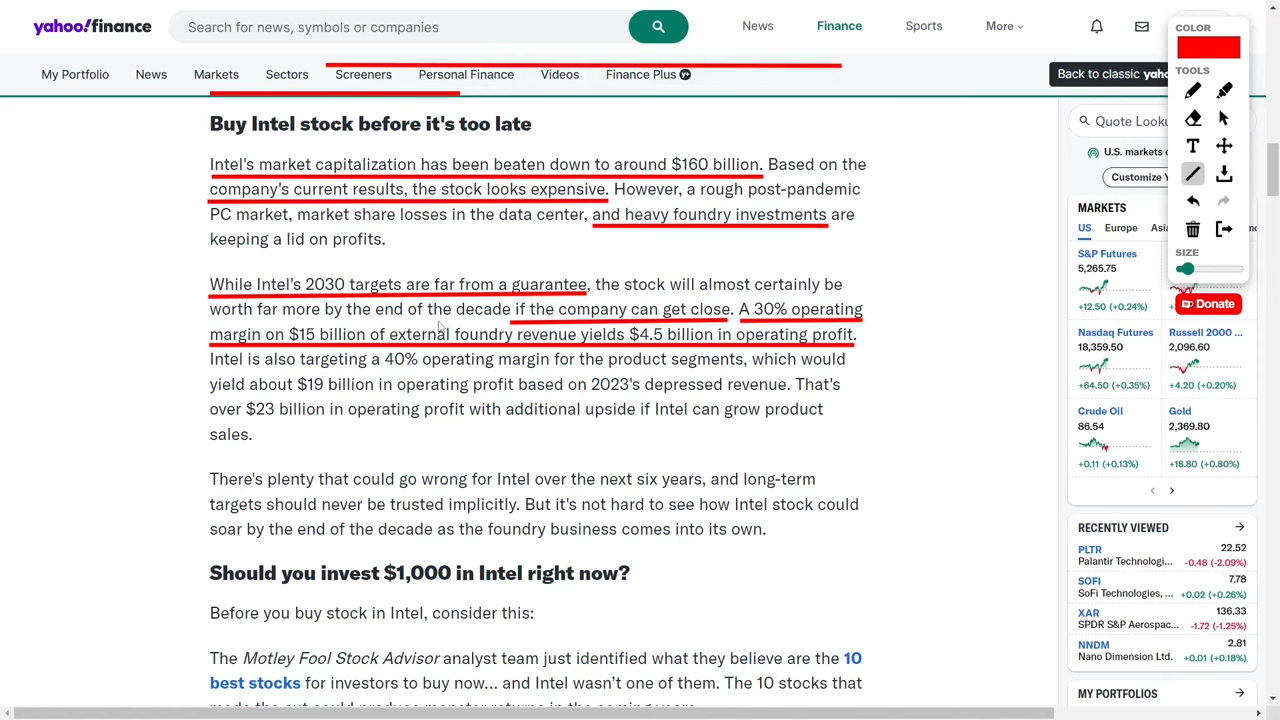 yahoo!finance
Search for news, symbols or companies
News
Finance
Sports
More
My Portfolio
News
Markets
Sectors
Screeners
Personal Finance
Videos
Finance Plus
Back to classic
COLOR
TOOLS
T
SIZE
Donate
Buy Intel stock before it's too late
Intel's market capitalization has been beaten down to around $160 billion. Based on the
company's current results, the stock looks expensive. However, a rough post-pandemic
PC market, market share losses in the data center, and heavy foundry investments are
keeping a lid on profits.
While Intel's 2030 targets are far from a guarantee, the stock will almost certainly be
worth far more by the end of the decade if the company can get close. A 30% operating
margin on $15 billion of external foundry revenue yields $4.5 billion in operating profit.
Intel is also targeting a 40% operating margin for the product segments, which would
yield about $19 billion in operating profit based on 2023's depressed revenue. That's
over $23 billion in operating profit with additional upside if Intel can grow product
sales.
There's plenty that could go wrong for Intel over the next six years, and long-term
targets should never be trusted implicitly. But it's not hard to see how Intel stock could
soar by the end of the decade as the foundry business comes into its own.
Should you invest $1,000 in Intel right now?
Before you buy stock in Intel, consider this:
The Motley Fool Stock Advisor analyst team just identified what they believe are the 10
best stocks for investors to buy now… and Intel wasn't one of them. The 10 stocks that
made the cut could produce monster returns in the coming years.
Quote
U.S. markets
Customize
MARKETS
US
Europe
S&P Futures
5,265.75
+12.50 (+0.24%)
Nasdaq Futures
18,359.50
+64.50 (+0.35%)
Russell 2000 ...
2,096.60
+4.20 (+0.20%)
Crude Oil
86.54
+0.11 (+0.13%)
Gold
2,369.80
+18.80 (+0.80%)
RECENTLY VIEWED
PLTR
22.52
Palantir Technologi...
-0.48 (-2.09%)
SOFI
7.78
SoFi Technologies, ...
+0.02 (+0.26%)
XAR
136.33
SPDR S&P Aerospac...
-1.72 (-1.25%)
NNDM
2.81
Nano Dimension Ltd.
+0.01 (+0.18%)
MY PORTFOLIOS